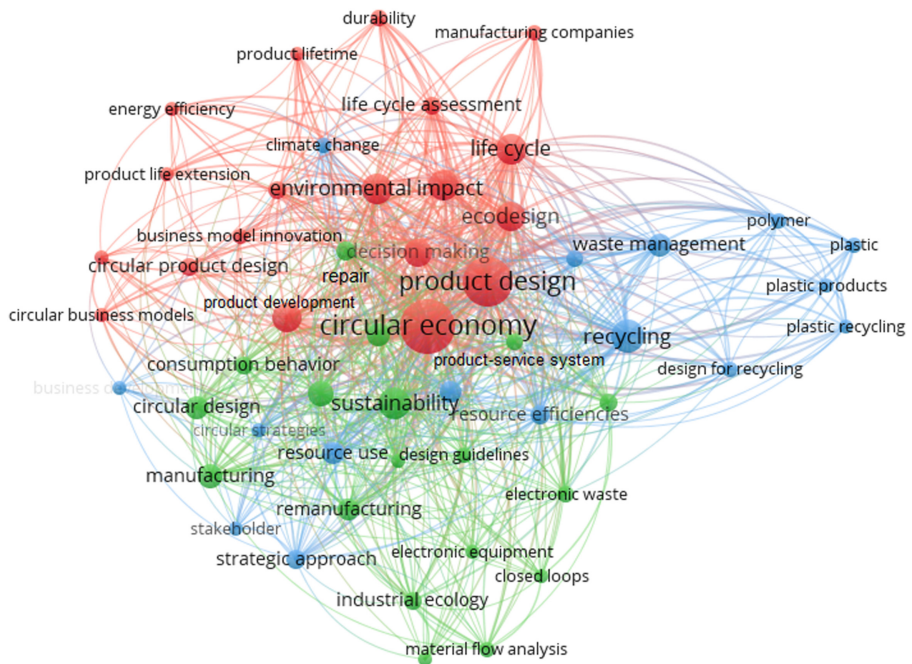 durability
manufacturing companies
product lifetime
life cycle assessment
energy efficiency
climate change
life cycle
product life extension
environmental impact
ecodesign
polymer
business model innovation
decision making
waste management
plastic
circular product design
repair
product design
plastic products
product development
circular business models
circular economy
recycling
plastic recycling
consumption behavior
product-service system
design for recycling
business development
circular design
sustainability
resource efficiencies
circular strategies
resource use
design guidelines
manufacturing
electronic waste
remanufacturing
stakeholder
strategic approach
electronic equipment
closed loops
industrial ecology
material flow analysis